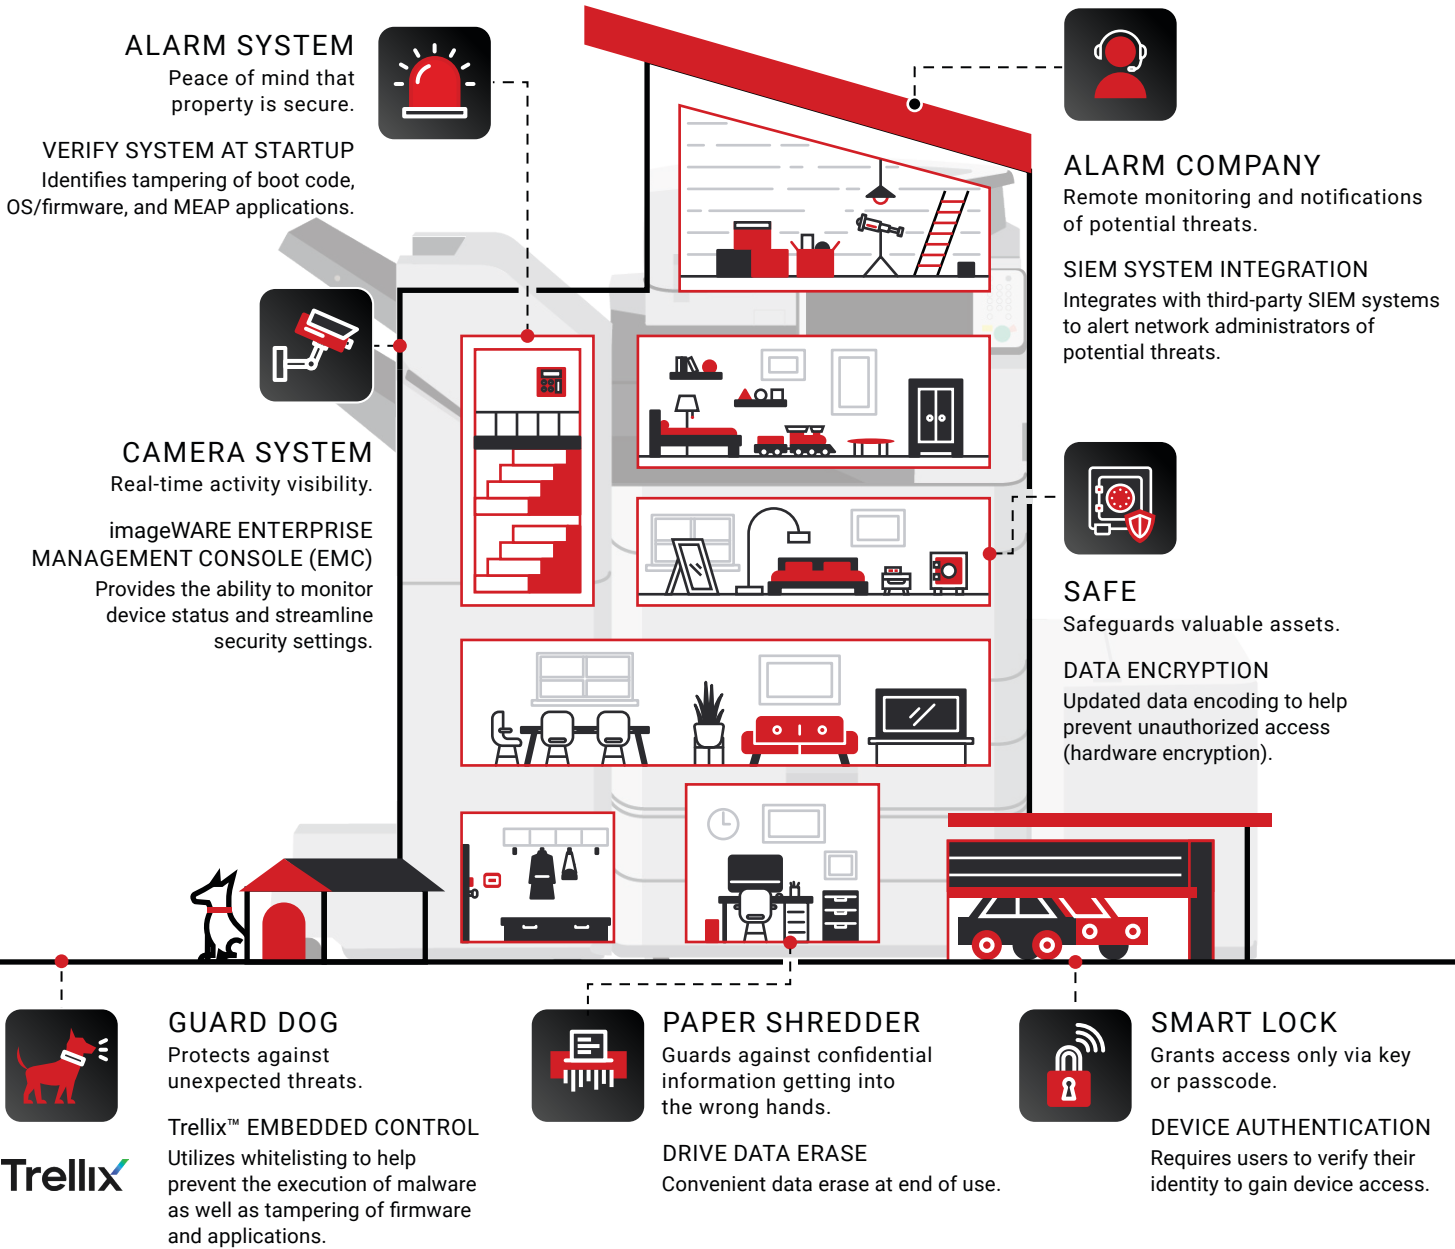 ALARM SYSTEM
Peace of mind that
property is secure.
VERIFY SYSTEM AT STARTUP
Identifies tampering of boot code,
OS/firmware, and MEAP applications.
ALARM COMPANY
Remote monitoring and notifications
of potential threats.
SIEM SYSTEM INTEGRATION
Integrates with third-party SIEM systems
to alert network administrators of
potential threats.
CAMERA SYSTEM
Real-time activity visibility.
imageWARE ENTERPRISE
MANAGEMENT CONSOLE (EMC)
Provides the ability to monitor
device status and streamline
security settings.
SAFE
Safeguards valuable assets.
DATA ENCRYPTION
Updated data encoding to help
prevent unauthorized access
(hardware encryption).
GUARD DOG
Protects against
unexpected threats.
Trellix™ EMBEDDED CONTROL
Utilizes whitelisting to help
prevent the execution of malware
as well as tampering of firmware
and applications.
Trellix
PAPER SHREDDER
Guards against confidential
information getting into
the wrong hands.
DRIVE DATA ERASE
Convenient data erase at end of use.
SMART LOCK
Grants access only via key
or passcode.
DEVICE AUTHENTICATION
Requires users to verify their
identity to gain device access.